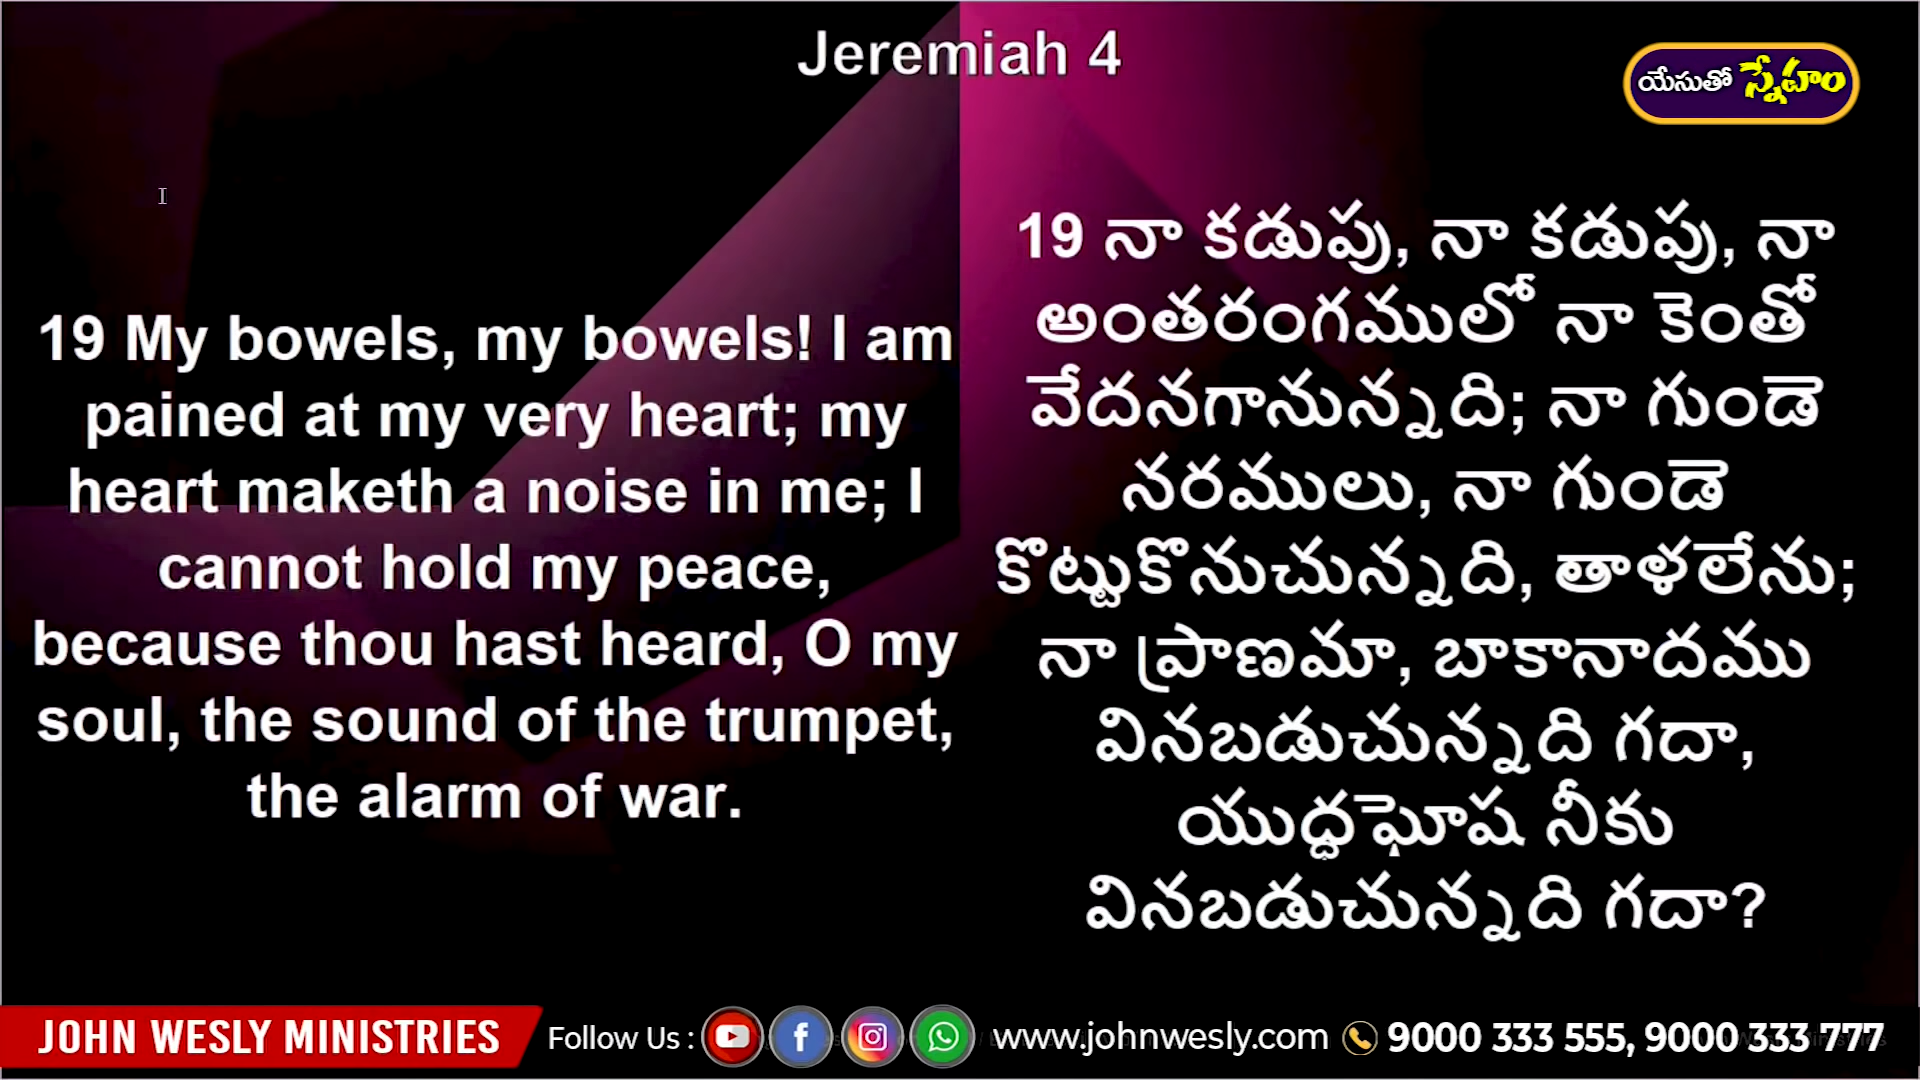 Jeremiah 4
యేసుతో స్నేహం
19 My bowels, my bowels! I am
pained at my very heart; my
heart maketh a noise in me; I
cannot hold my peace,
because thou hast heard, O my
soul, the sound of the trumpet,
the alarm of war.
19 నా కడుపు, నా కడుపు, నా
అంతరంగములో నా కెంతో
వేదనగానున్నది; నా గుండె
నరములు, నా గుండె
కొట్టుకొనుచున్నది, తాళలేను;
నా ప్రాణమా, బాకానాదము
వినబడుచున్నది గదా,
యుద్ధఘోష నీకు
వినబడుచున్నది గదా?
JOHN WESLY MINISTRIES
Follow Us :
www.johnwesly.com
9000 333 555, 9000 333 777